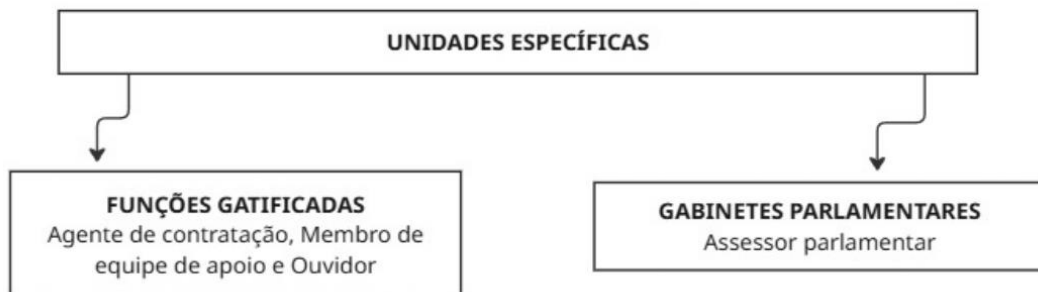 UNIDADES ESPECÍFICAS
FUNÇÕES GATIFICADAS
Agente de contratação, Membro de
equipe de apoio e Ouvidor
GABINETES PARLAMENTARES
Assessor parlamentar